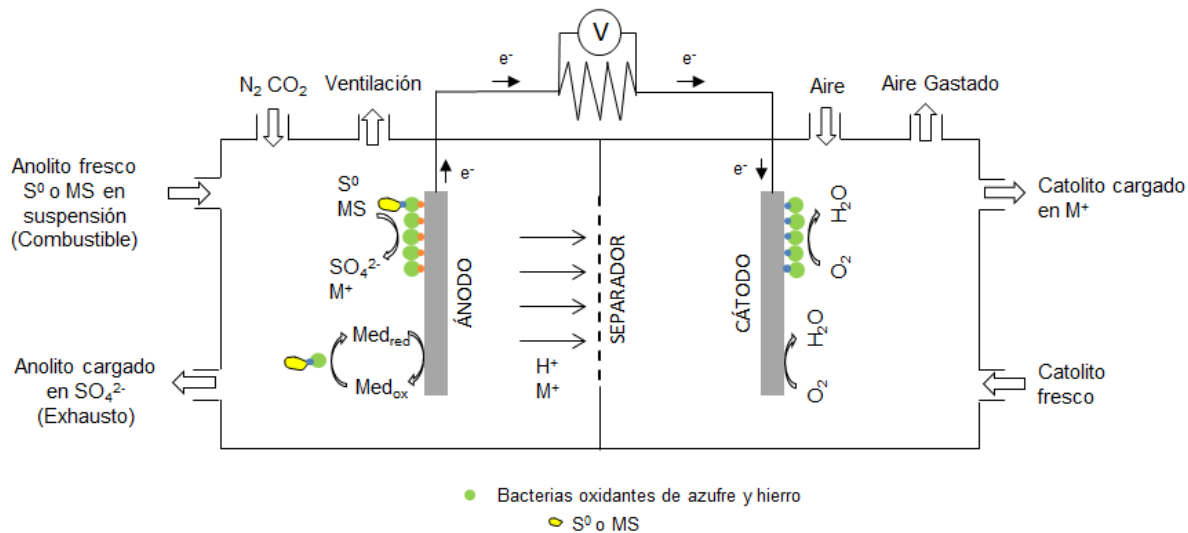 V
e⁻
e⁻
N₂ CO₂
Ventilación
Aire
Aire Gastado
Anolito fresco
S⁰ o MS en
suspensión
(Combustible)
e⁻
e⁻
S⁰
MS
SO₄²⁻
M⁺
ÁNODO
SEPARADOR
CÁTODO
H₂O
O₂
Catolito cargado
en M⁺
Medred
Medox
H⁺
M⁺
H₂O
O₂
Anolito cargado
en SO₄²⁻
(Exhausto)
Catolito
fresco
Bacterias oxidantes de azufre y hierro
S⁰ o MS